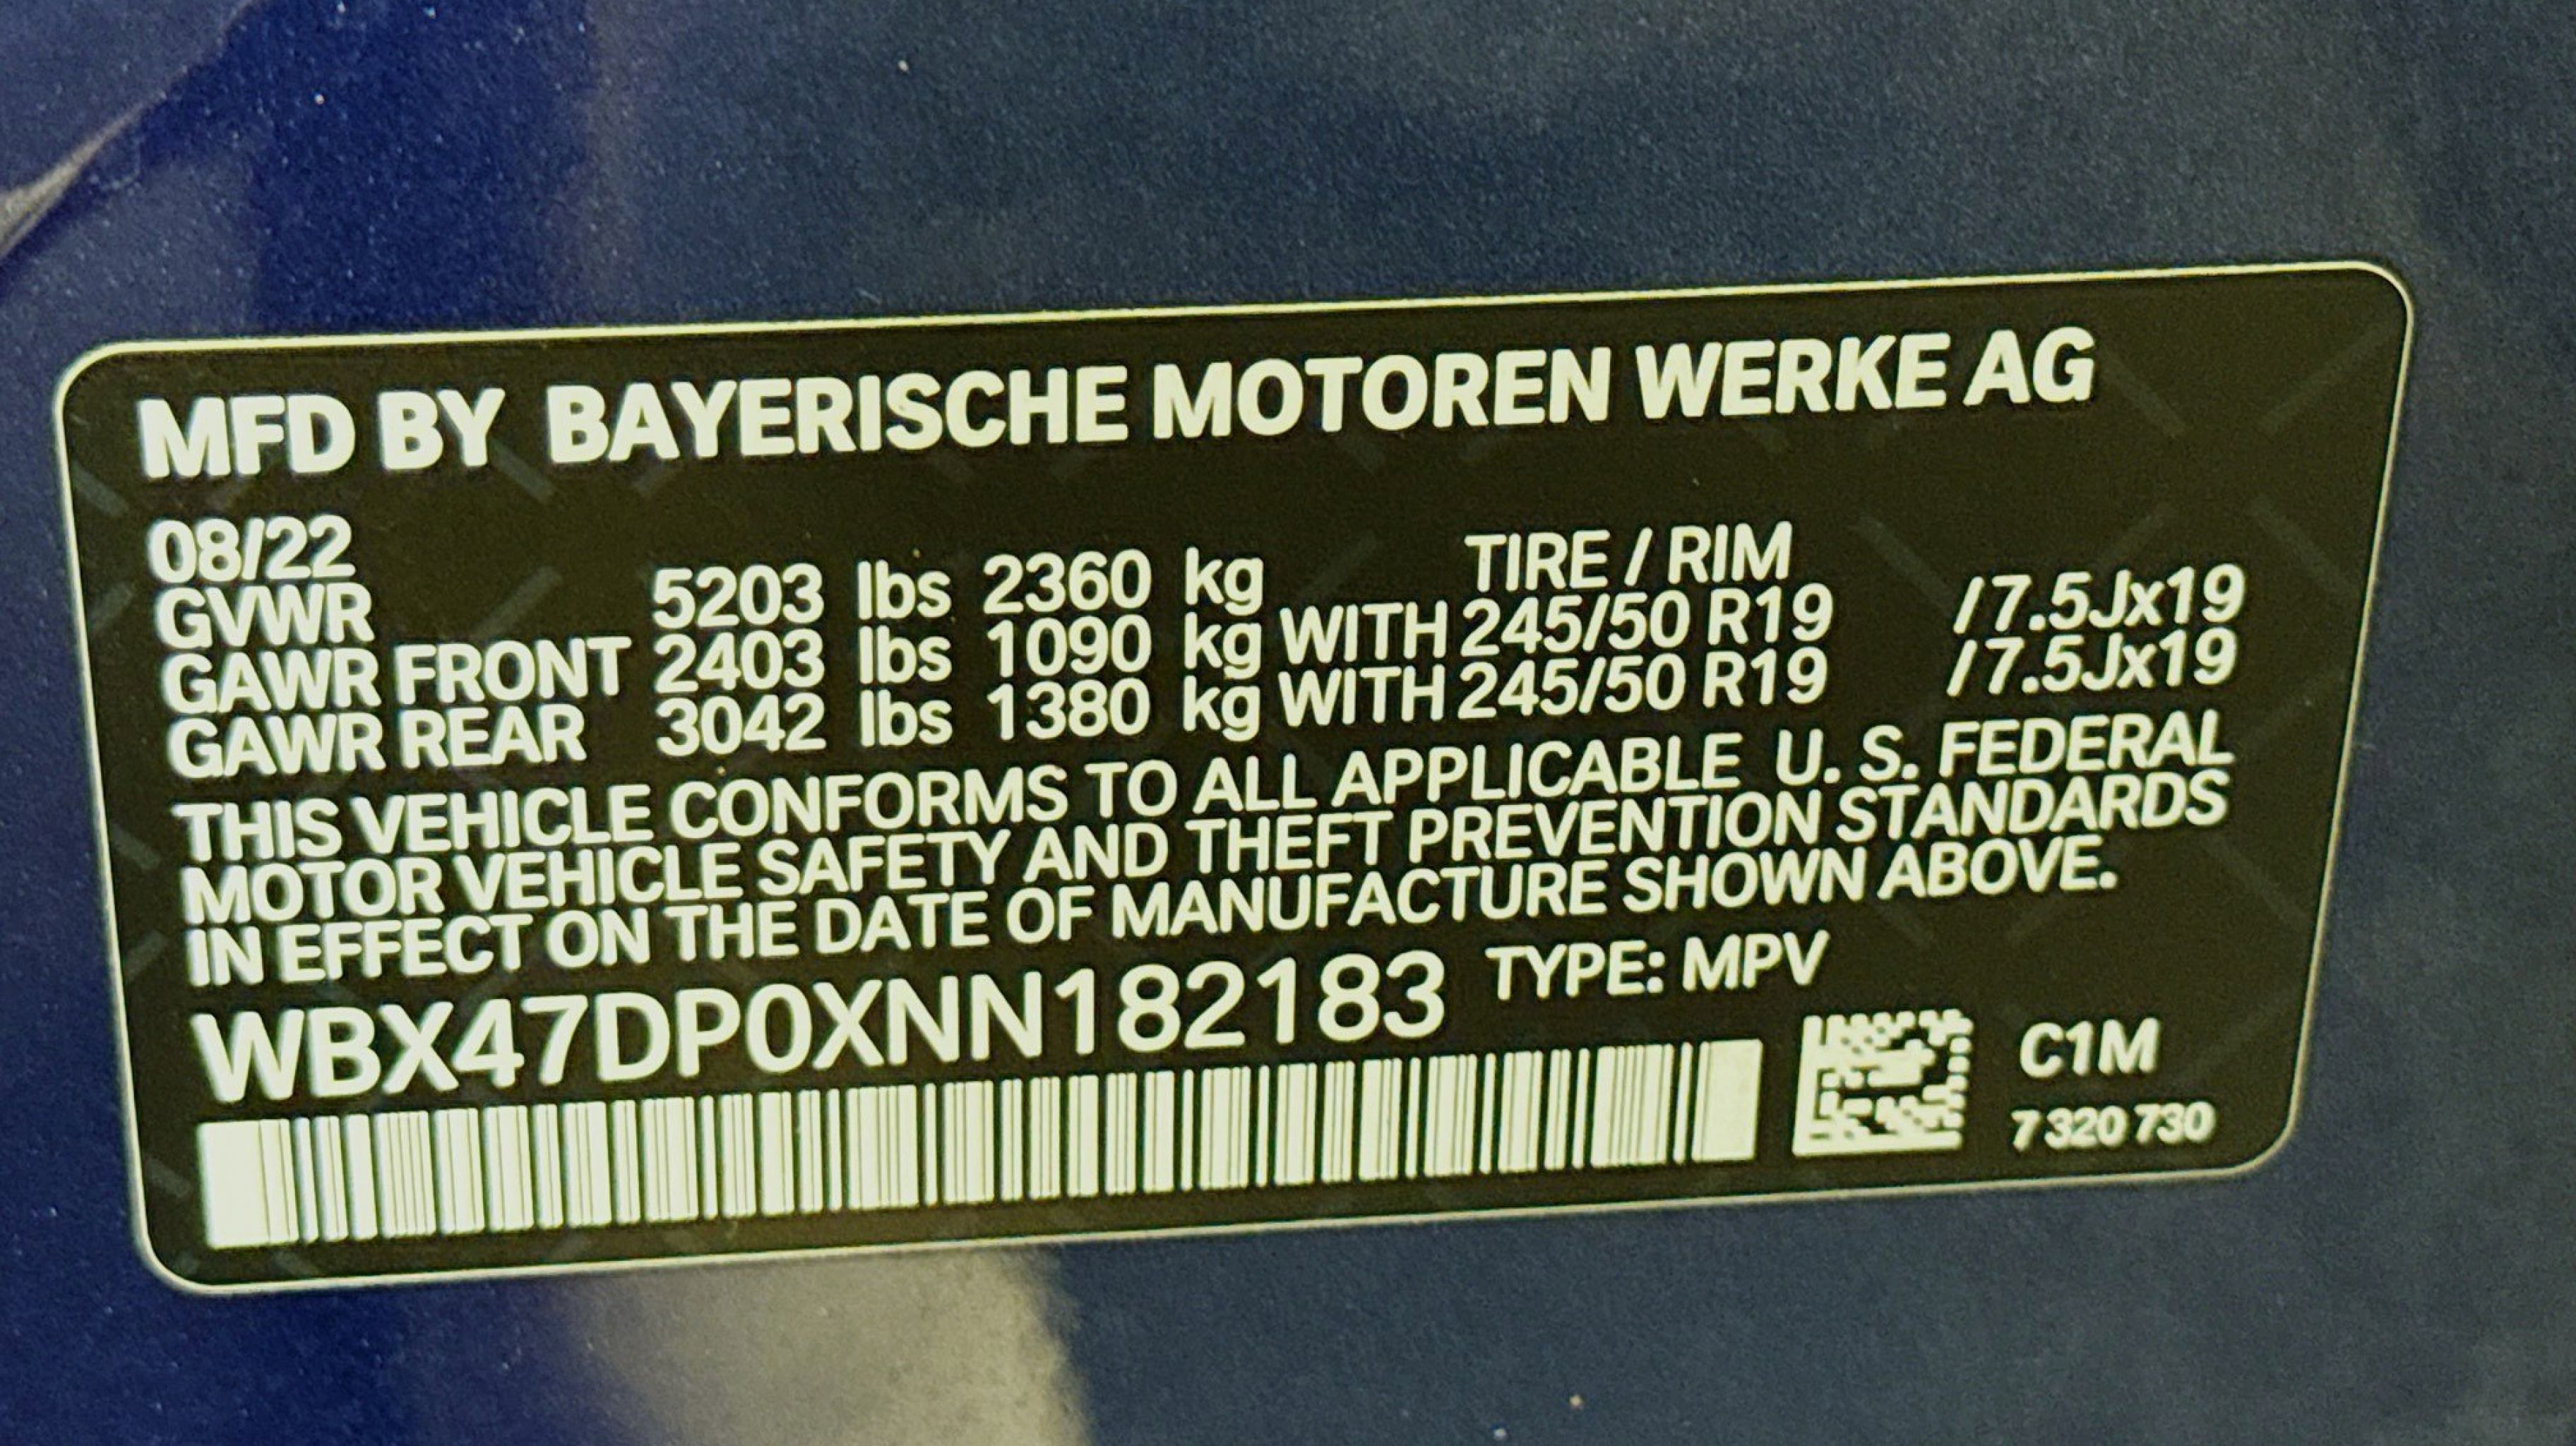 MFD BY BAYERISCHE MOTOREN WERKE AG
08/22 TIRE / RIM
GVWR 5203 lbs 2360 kg
GAWR FRONT 2403 lbs 1090 kg WITH 245/50 R19 / 7.5Jx19
GAWR REAR 3042 lbs 1380 kg WITH 245/50 R19 / 7.5Jx19
THIS VEHICLE CONFORMS TO ALL APPLICABLE U. S. FEDERAL
MOTOR VEHICLE SAFETY AND THEFT PREVENTION STANDARDS
IN EFFECT ON THE DATE OF MANUFACTURE SHOWN ABOVE.
WBX47DP0XNN182183 TYPE: MPV
C1M
7 320 730